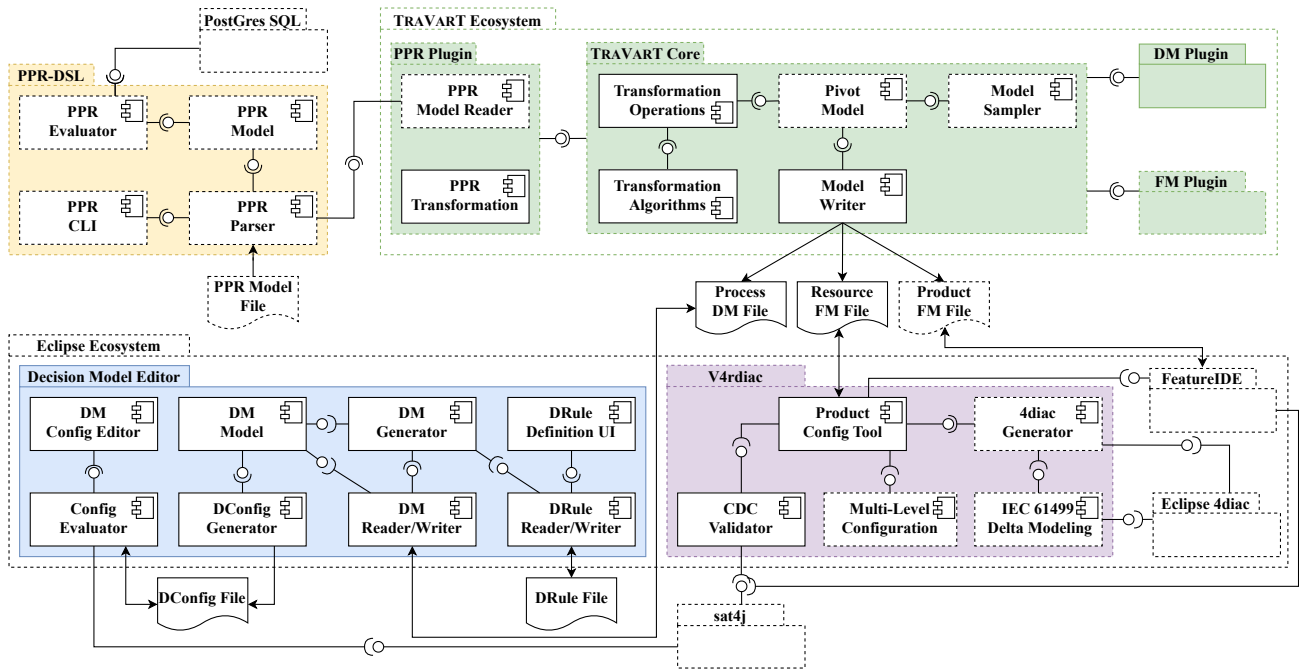 PostGres SQL
TRAVART Ecosystem
PPR-DSL
PPR Plugin
TRAVART Core
DM Plugin
PPR
Evaluator
PPR
Model
PPR
Model Reader
Transformation
Operations
Pivot
Model
Model
Sampler
PPR
CLI
PPR
Parser
PPR
Transformation
Transformation
Algorithms
Model
Writer
FM Plugin
PPR Model
File
Process
DM File
Resource
FM File
Product
FM File
Eclipse Ecosystem
Decision Model Editor
V4rdiac
FeatureIDE
DM
Config Editor
DM
Model
DM
Generator
DRule
Definition UI
Product
Config Tool
4diac
Generator
Config
Evaluator
DConfig
Generator
DM
Reader/Writer
DRule
Reader/Writer
CDC
Validator
Multi-Level
Configuration
IEC 61499
Delta Modeling
Eclipse 4diac
DConfig File
DRule File
sat4j